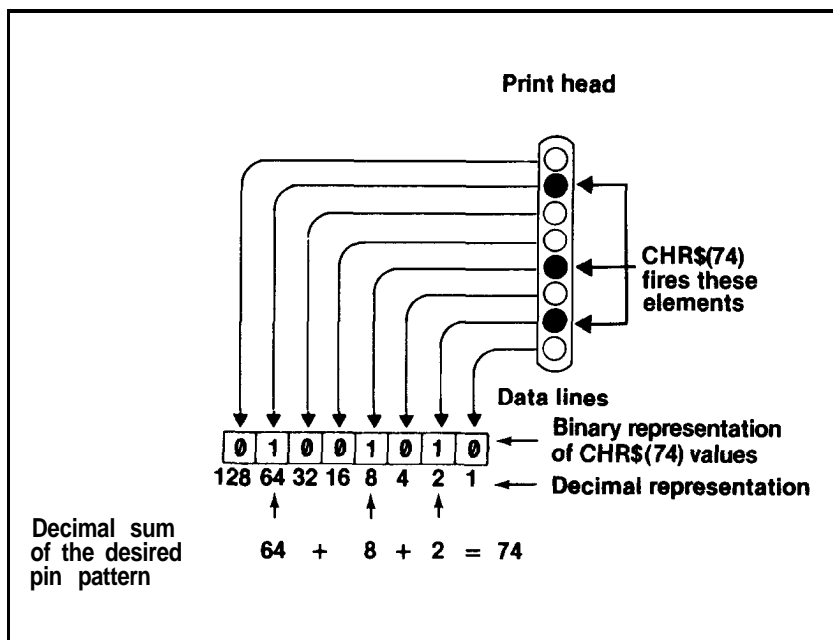 Print head
CHR$(74)
fires these
elements
Data lines
0 1 0 0 1 0 1 0
Binary representation
of CHR$(74) values
128 64 32 16 8 4 2 1
Decimal representation
Decimal sum
of the desired
pin pattern
64 + 8 + 2 = 74